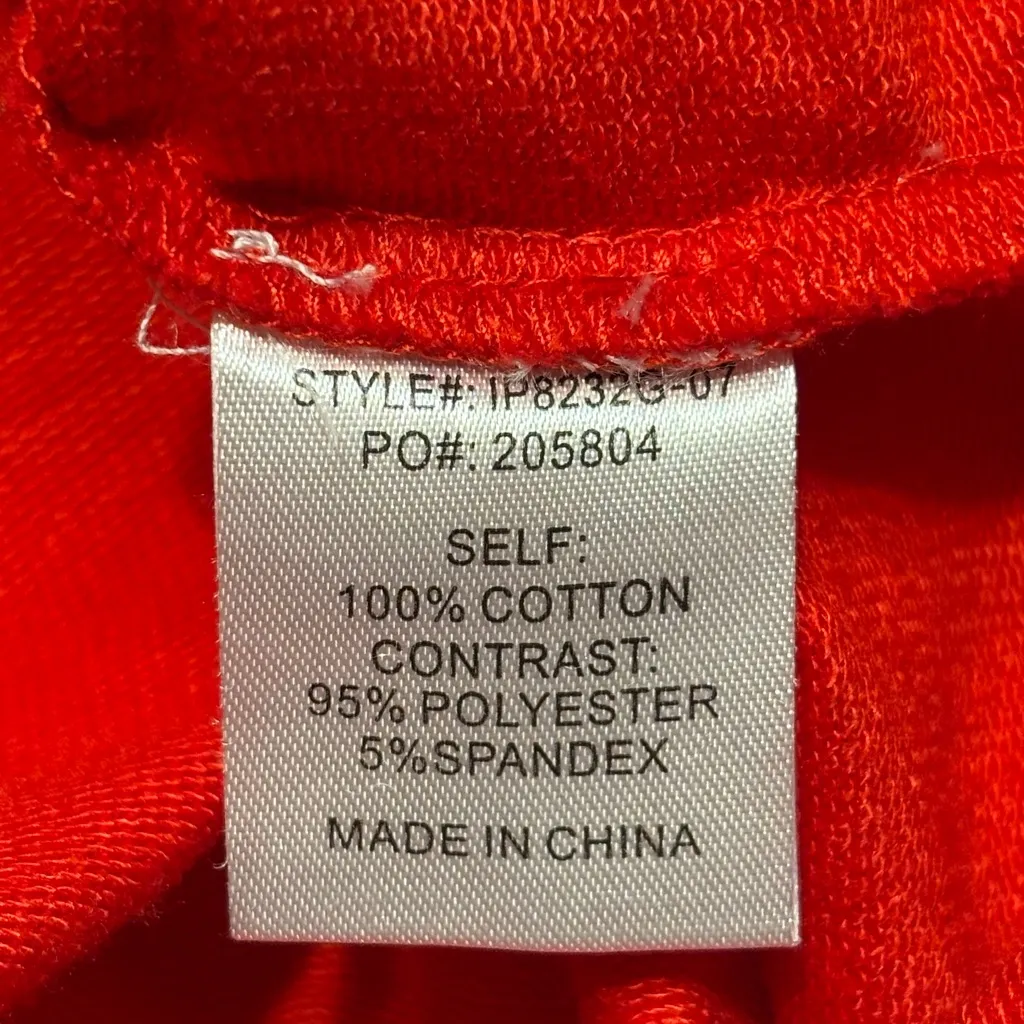 STYLE#: IP8232G-07
PO#: 205804
SELF:
100% COTTON
CONTRAST:
95% POLYESTER
5%SPANDEX
MADE IN CHINA